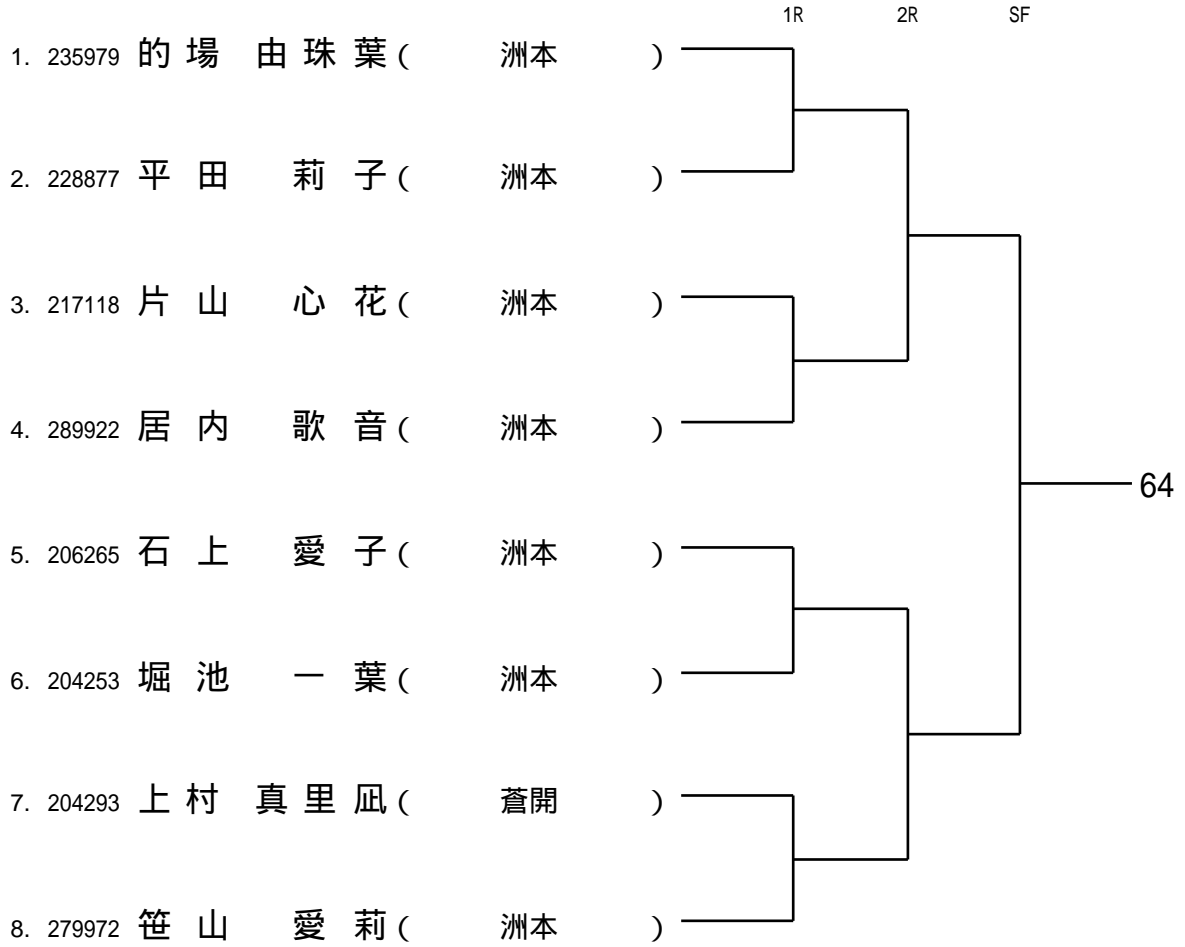 1R 2R SF
1. 235979 的場 由珠葉( 洲本 )
2. 228877 平田 莉子( 洲本 )
3. 217118 片山 心花( 洲本 )
4. 289922 居内 歌音( 洲本 )
64
5. 206265 石上 愛子( 洲本 )
6. 204253 堀池 一葉( 洲本 )
7. 204293 上村 真里凪( 蒼開 )
8. 279972 笹山 愛莉( 洲本 )